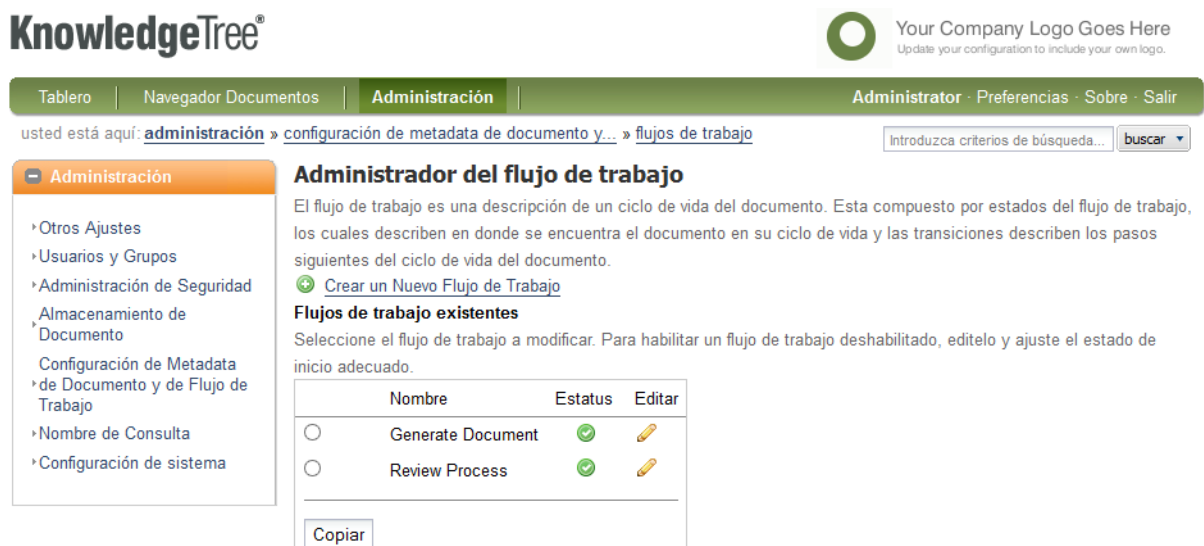 KnowledgeTree®
Your Company Logo Goes Here
Update your configuration to include your own logo.
Tablero Navegador Documentos Administración Administrator · Preferencias · Sobre · Salir
usted está aquí: administración » configuración de metadata de documento y... » flujos de trabajo
Introduzca criterios de búsqueda... buscar
Administración
Otros Ajustes
Usuarios y Grupos
Administración de Seguridad
Almacenamiento de
Documento
Configuración de Metadata
de Documento y de Flujo de
Trabajo
Nombre de Consulta
Configuración de sistema
Administrador del flujo de trabajo
El flujo de trabajo es una descripción de un ciclo de vida del documento. Esta compuesto por estados del flujo de trabajo,
los cuales describen en donde se encuentra el documento en su ciclo de vida y las transiciones describen los pasos
siguientes del ciclo de vida del documento.
Crear un Nuevo Flujo de Trabajo
Flujos de trabajo existentes
Seleccione el flujo de trabajo a modificar. Para habilitar un flujo de trabajo deshabilitado, editelo y ajuste el estado de
inicio adecuado.
Nombre Estatus Editar
Generate Document
Review Process
Copiar